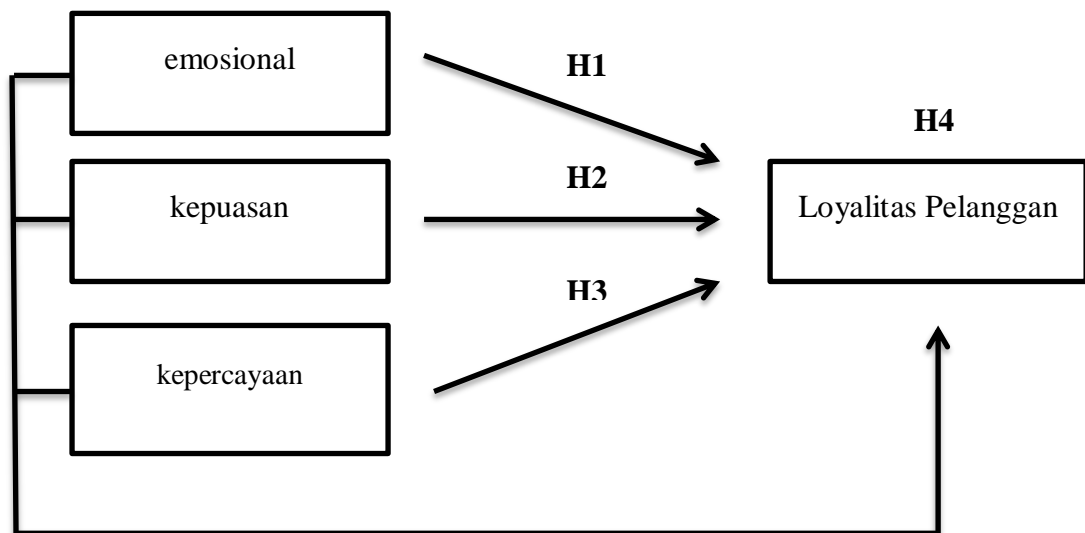 emosional
H1
H4
kepuasan
H2
Loyalitas Pelanggan
H3
kepercayaan